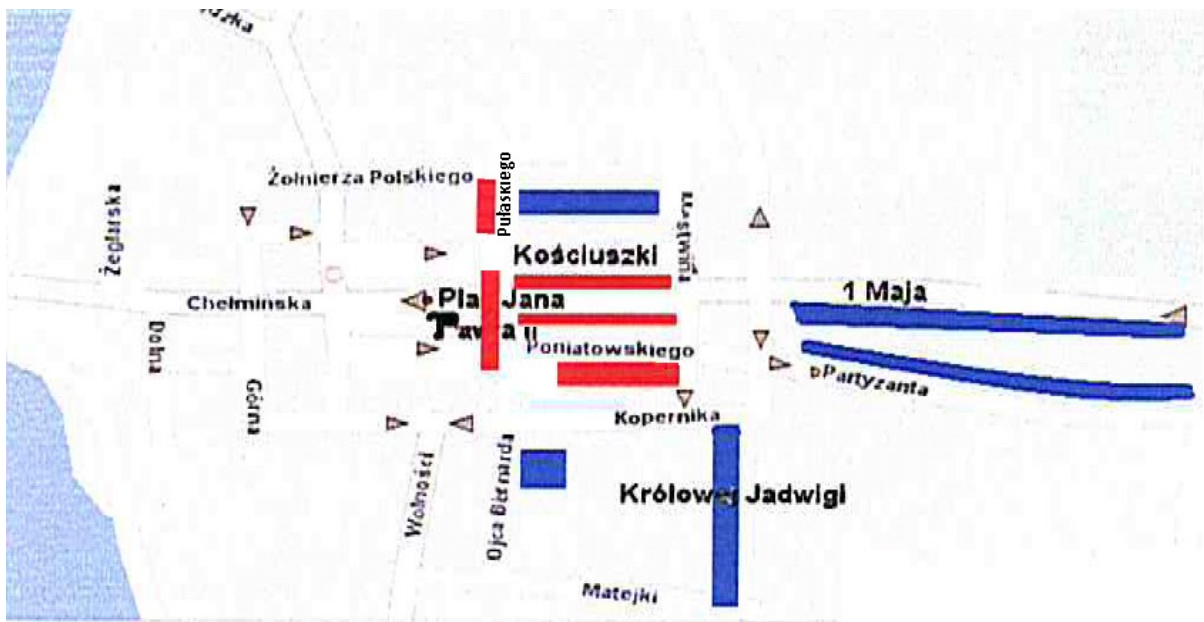 Żołnierza Polskiego
Pułaskiego
Żeglarska
Kościuszki
Chełmińska
Plac Jana
Pawła II
1 Maja
Dolna
Poniatowskiego
Partyzanta
Górna
Kopernika
Wolności
Ojca Bernarda
Królowej Jadwigi
Matejki